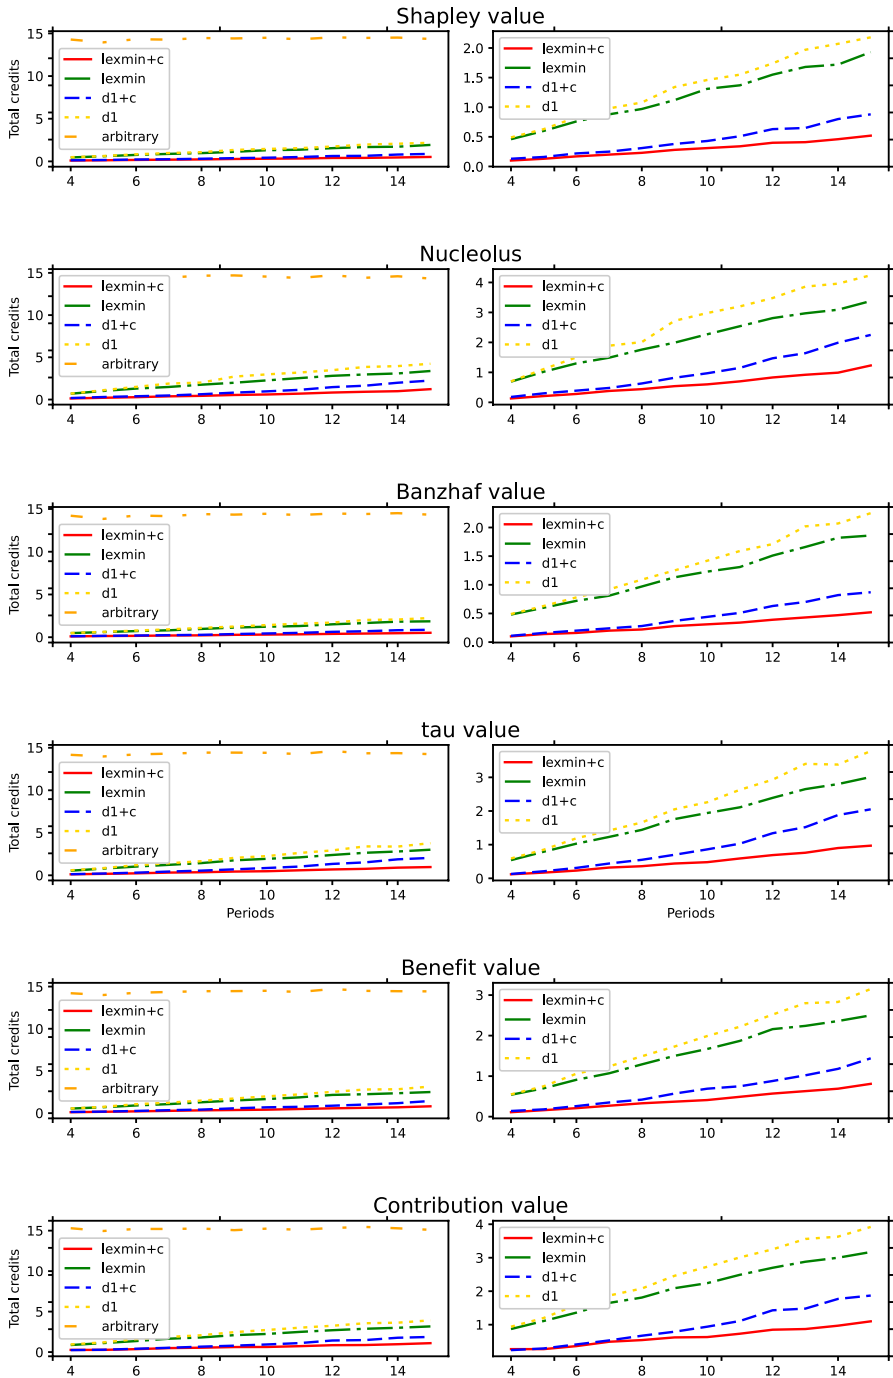 Shapley value
Total credits
15
10
5
0
lexmin+c
lexmin
d1+c
d1
arbitrary
4 6 8 10 12 14
2.0
1.5
1.0
0.5
0.0
lexmin+c
lexmin
d1+c
d1
4 6 8 10 12 14
Nucleolus
Total credits
15
10
5
0
lexmin+c
lexmin
d1+c
d1
arbitrary
4 6 8 10 12 14
4
3
2
1
0
lexmin+c
lexmin
d1+c
d1
4 6 8 10 12 14
Banzhaf value
Total credits
15
10
5
0
lexmin+c
lexmin
d1+c
d1
arbitrary
4 6 8 10 12 14
2.0
1.5
1.0
0.5
0.0
lexmin+c
lexmin
d1+c
d1
4 6 8 10 12 14
tau value
Total credits
15
10
5
0
lexmin+c
lexmin
d1+c
d1
arbitrary
4 6 8 10 12 14
Periods
3
2
1
0
lexmin+c
lexmin
d1+c
d1
4 6 8 10 12 14
Periods
Benefit value
Total credits
15
10
5
0
lexmin+c
lexmin
d1+c
d1
arbitrary
4 6 8 10 12 14
3
2
1
0
lexmin+c
lexmin
d1+c
d1
4 6 8 10 12 14
Contribution value
Total credits
15
10
5
0
lexmin+c
lexmin
d1+c
d1
arbitrary
4 6 8 10 12 14
4
3
2
1
lexmin+c
lexmin
d1+c
d1
4 6 8 10 12 14